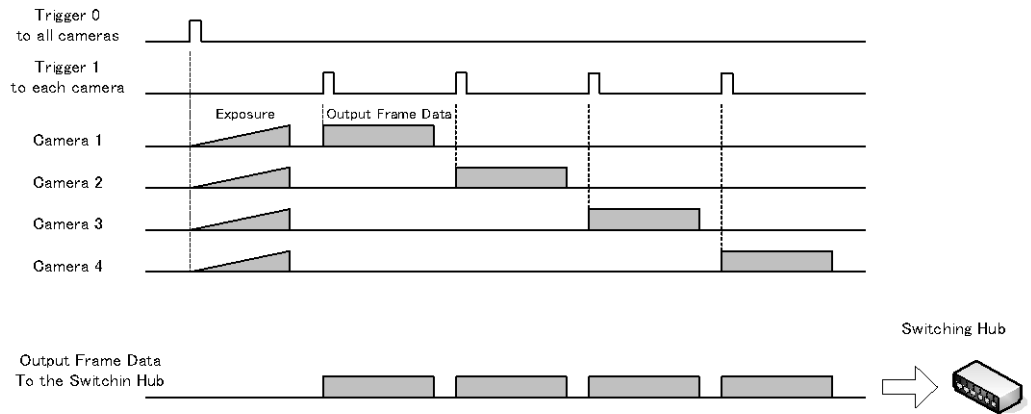 Trigger 0
to all cameras
Trigger 1
to each camera
Exposure
Output Frame Data
Camera 1
Camera 2
Camera 3
Camera 4
Switching Hub
Output Frame Data
To the Switchin Hub